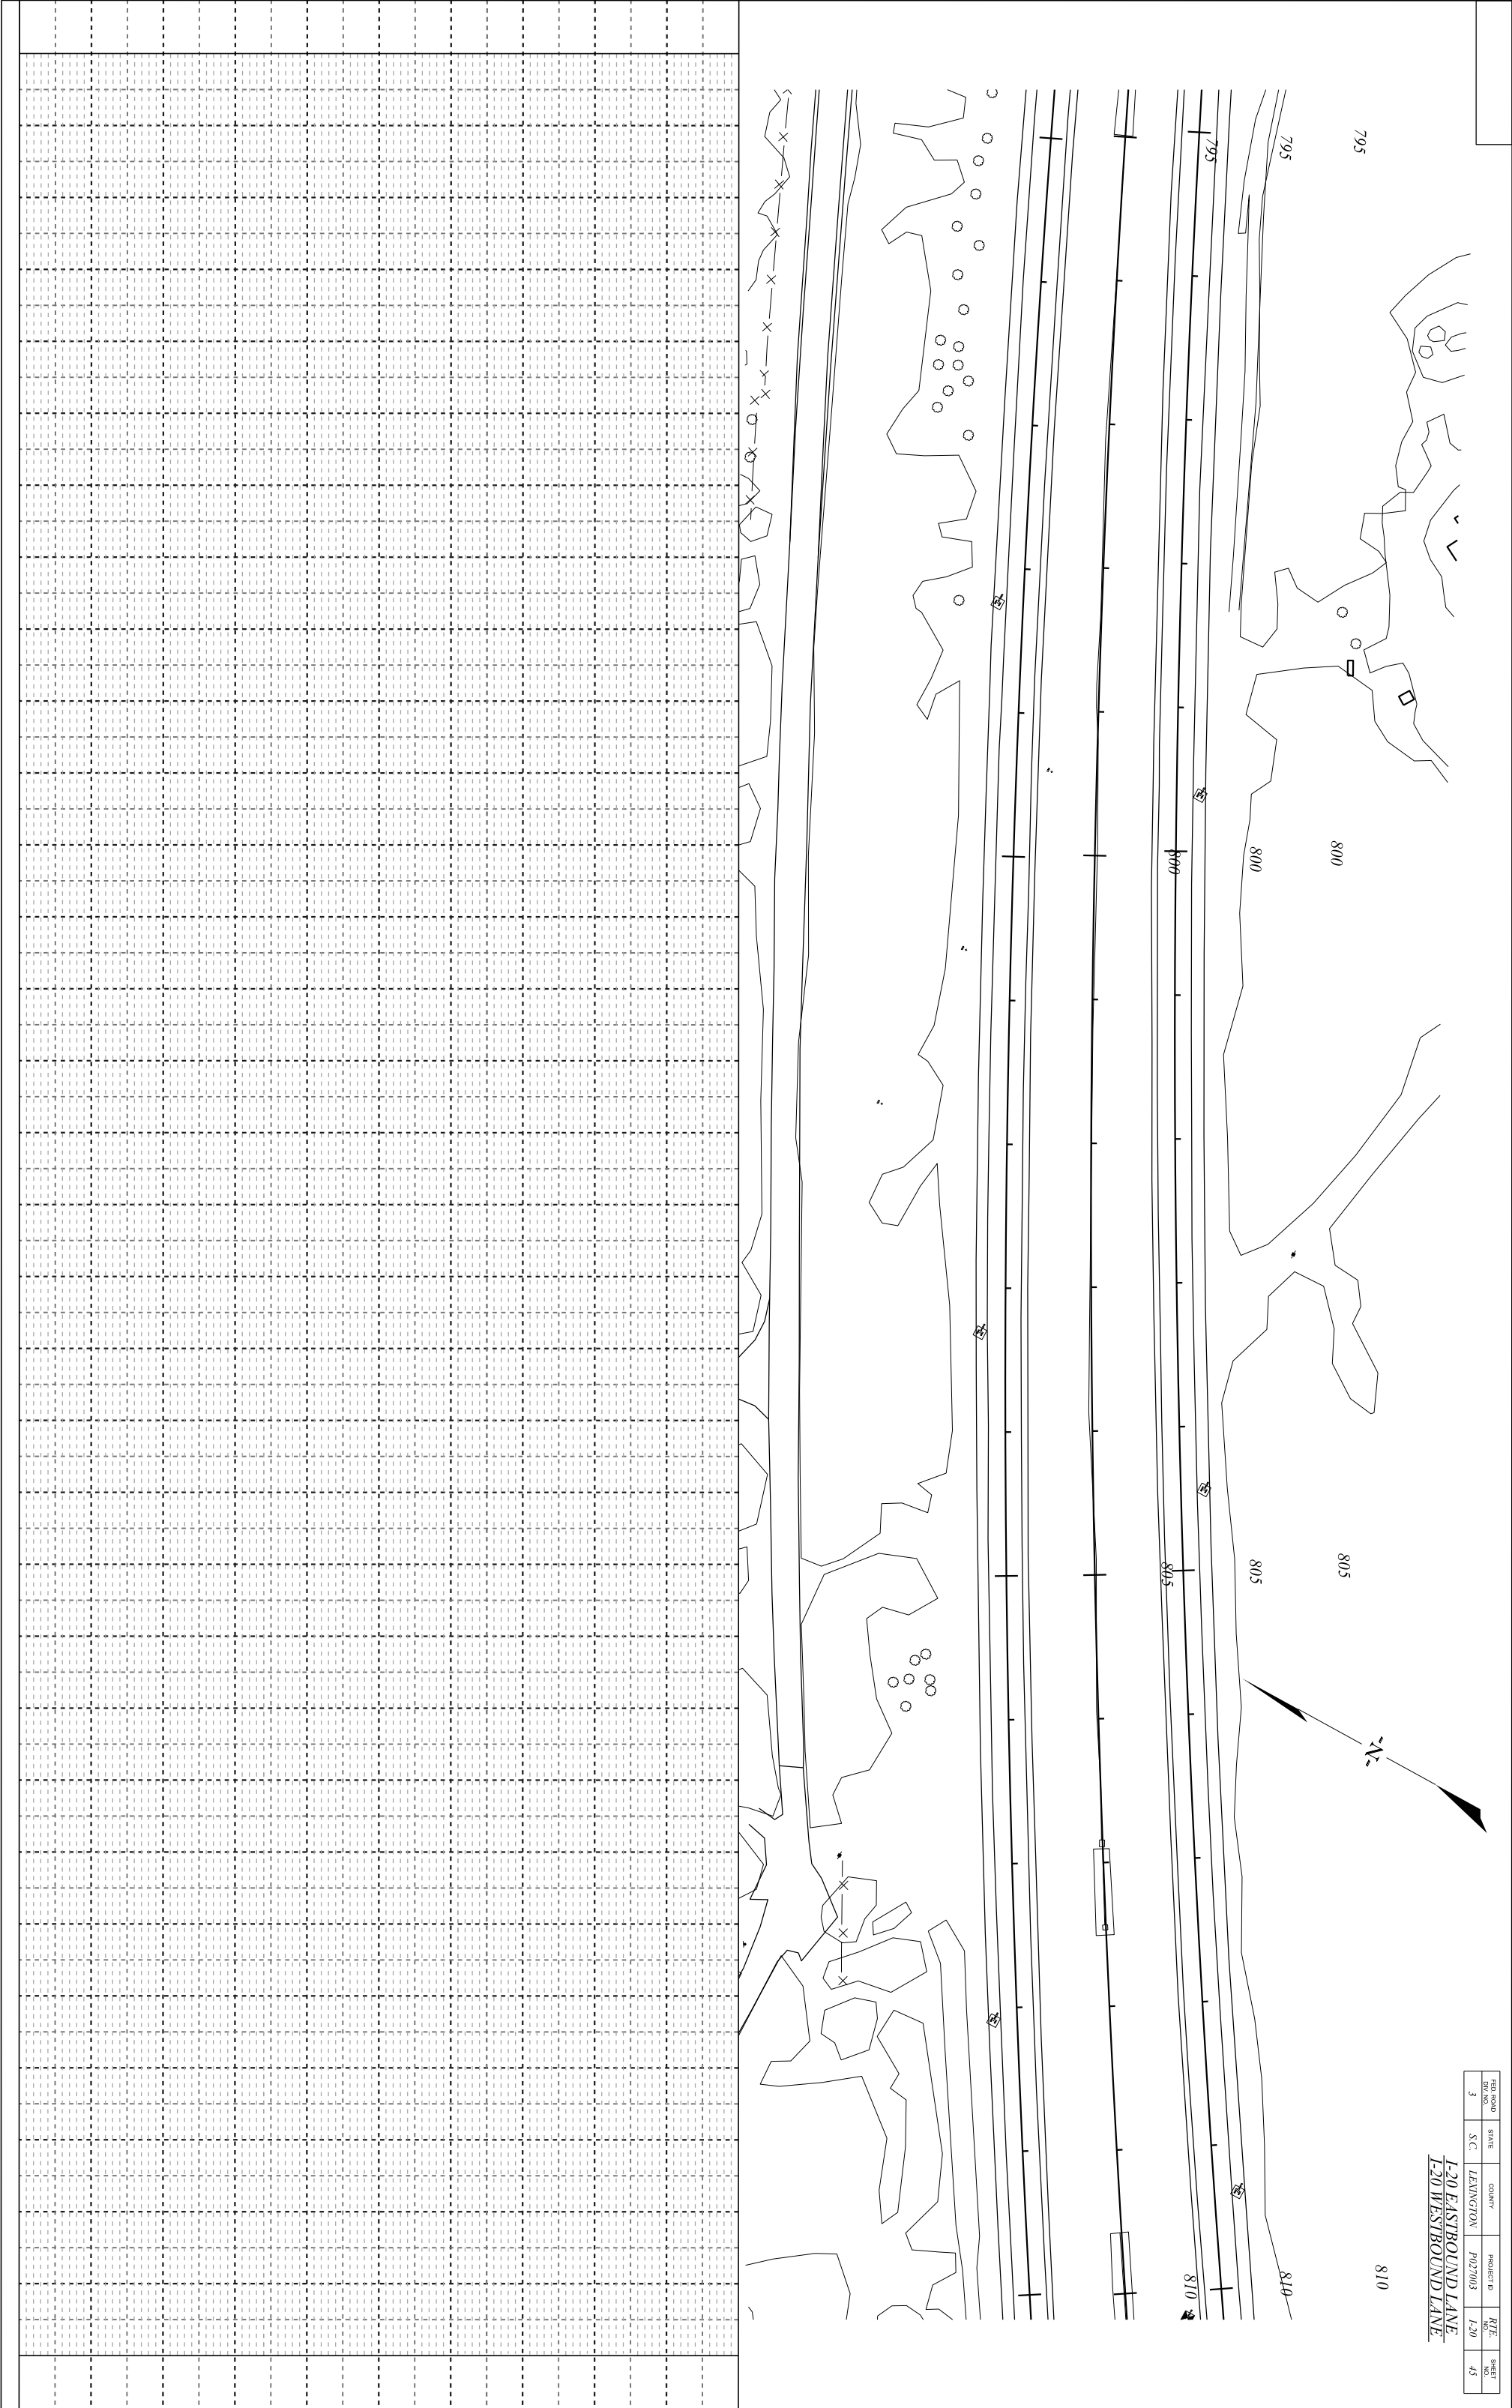 FED. ROAD DIV. NO. STATE COUNTY PROJECT ID RTE. NO. SHEET NO.
3 S.C. LEXINGTON P027003 I-20 45
I-20 EASTBOUND LANE
I-20 WESTBOUND LANE
795 800 805 810
795 800 805 810
795 800 805 810
-N-